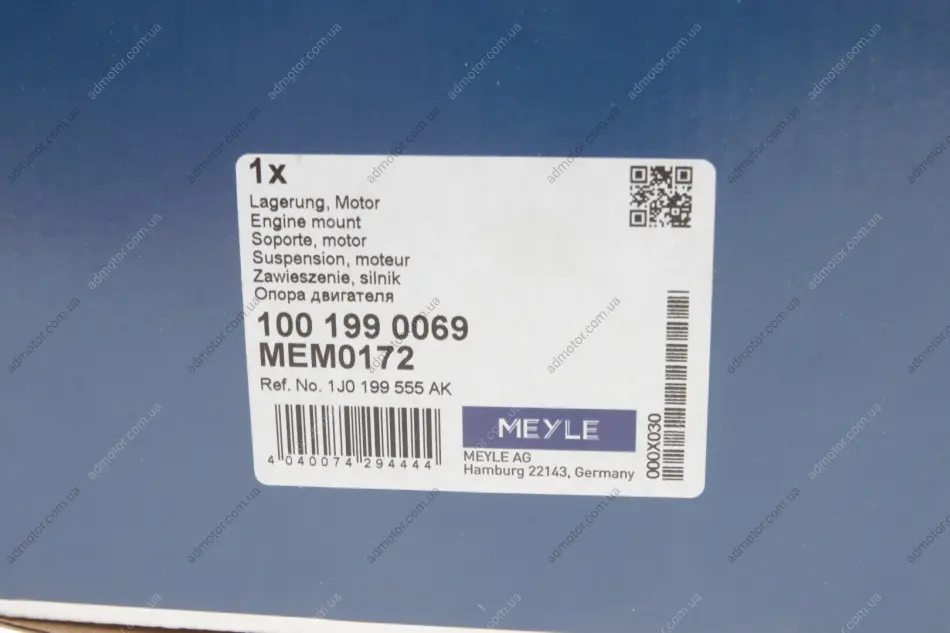 1x
Lagerung, Motor
Engine mount
Soporte, motor
Suspension, moteur
Zawieszenie, silnik
Опора двигателя
100 199 0069
MEM0172
Ref. No. 1J0 199 555 AK
4 040074 294444
MEYLE
MEYLE AG
Hamburg 22143, Germany
000X030
admotor.com.ua